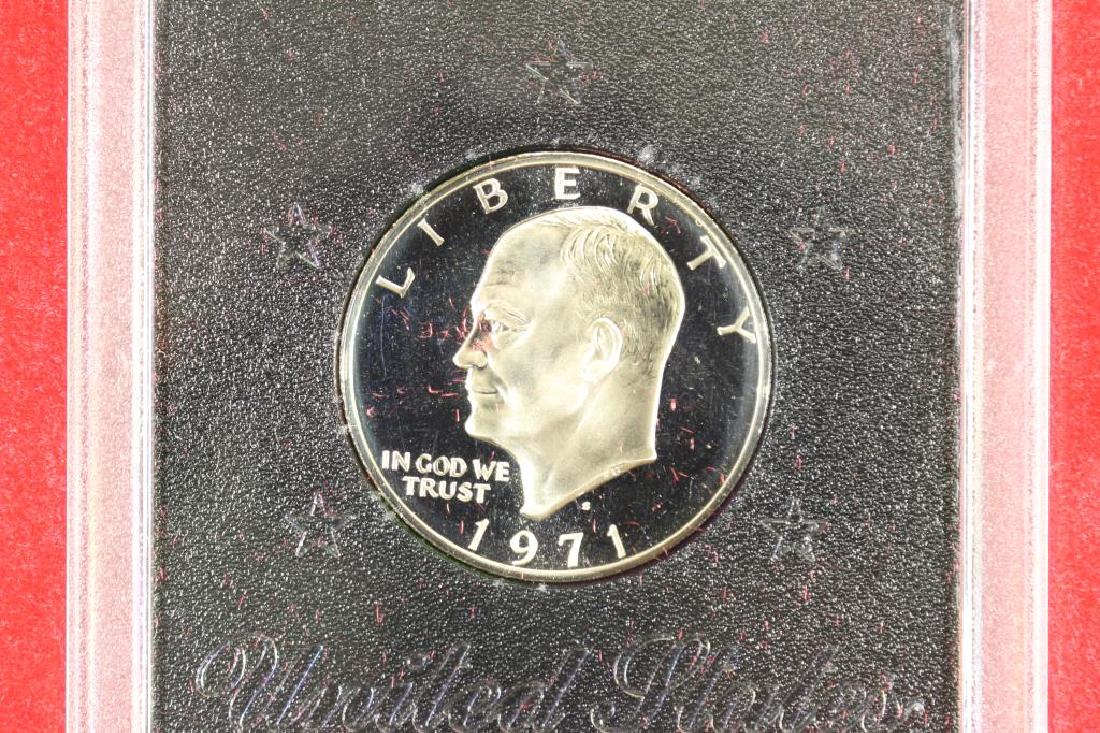 LIBERTY
IN GOD WE
TRUST
1971
United States